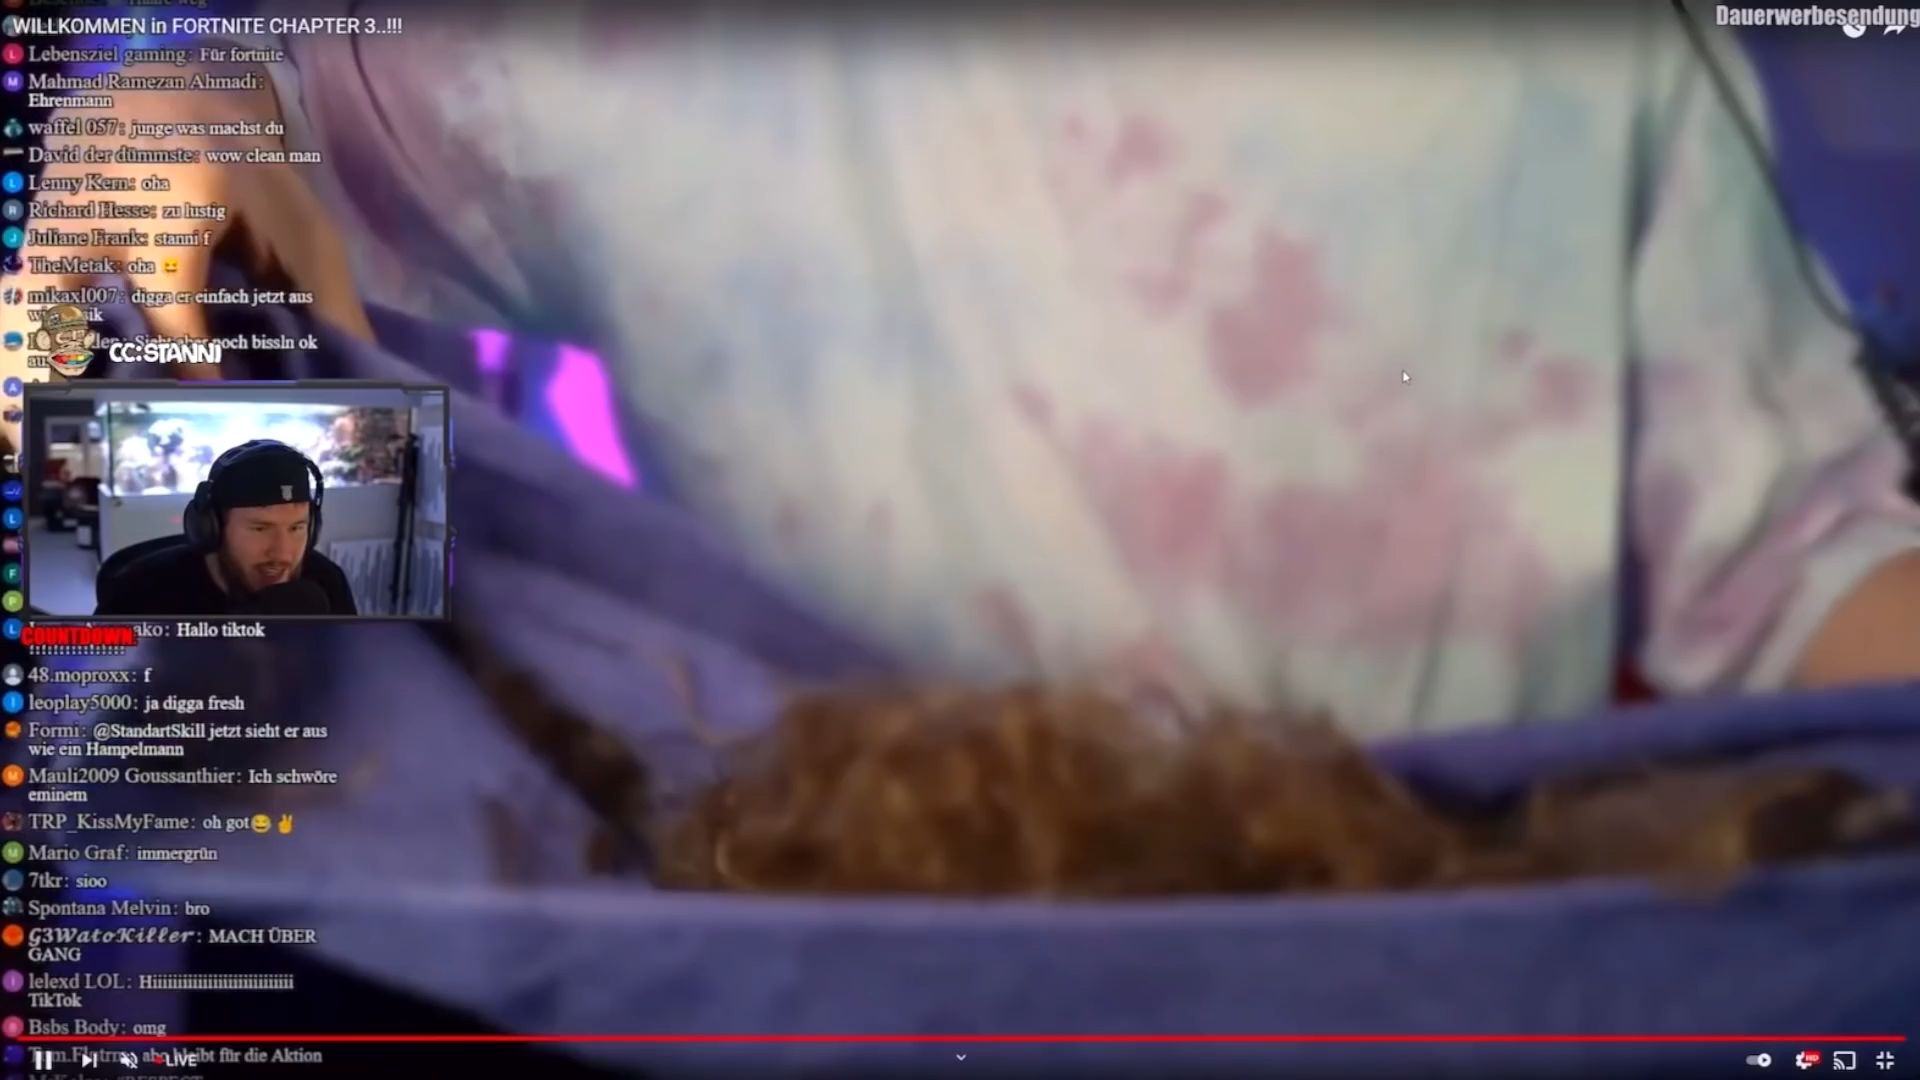 Dauerwerbesendung
WILLKOMMEN in FORTNITE CHAPTER 3..!!!
Lebensziel gaming: Für fortnite
Mahmad Ramezan Ahmadi:
Ehrenmann
waffel 057: junge was machst du
David der dümmste: wow clean man
Lenny Kern: oha
Richard Hesse: zu lustig
Juliane Frank: stanni f
TheMetak: oha 😆
mikaxl007: digga er einfach jetzt aus
noch bissln ok
CC:STANNI
COUNTDOWN:
ako: Hallo tiktok
48.moproxx: f
leoplay5000: ja digga fresh
Formi: @StandartSkill jetzt sieht er aus
wie ein Hampelmann
Mauli2009 Goussanthier: Ich schwöre
eminem
TRP_KissMyFame: oh got😂✌
Mario Graf: immergrün
7tkr: sioo
Spontana Melvin: bro
𝓖3𝓦𝓪𝓽𝓸𝓚𝓲𝓵𝓵𝓮𝓻: MACH ÜBER
GANG
lelexd LOL: Hiiiiiiiiiiiiiiiiiiiiiiiiiii
TikTok
Bsbs Body: omg
bleibt für die Aktion
LIVE
HD